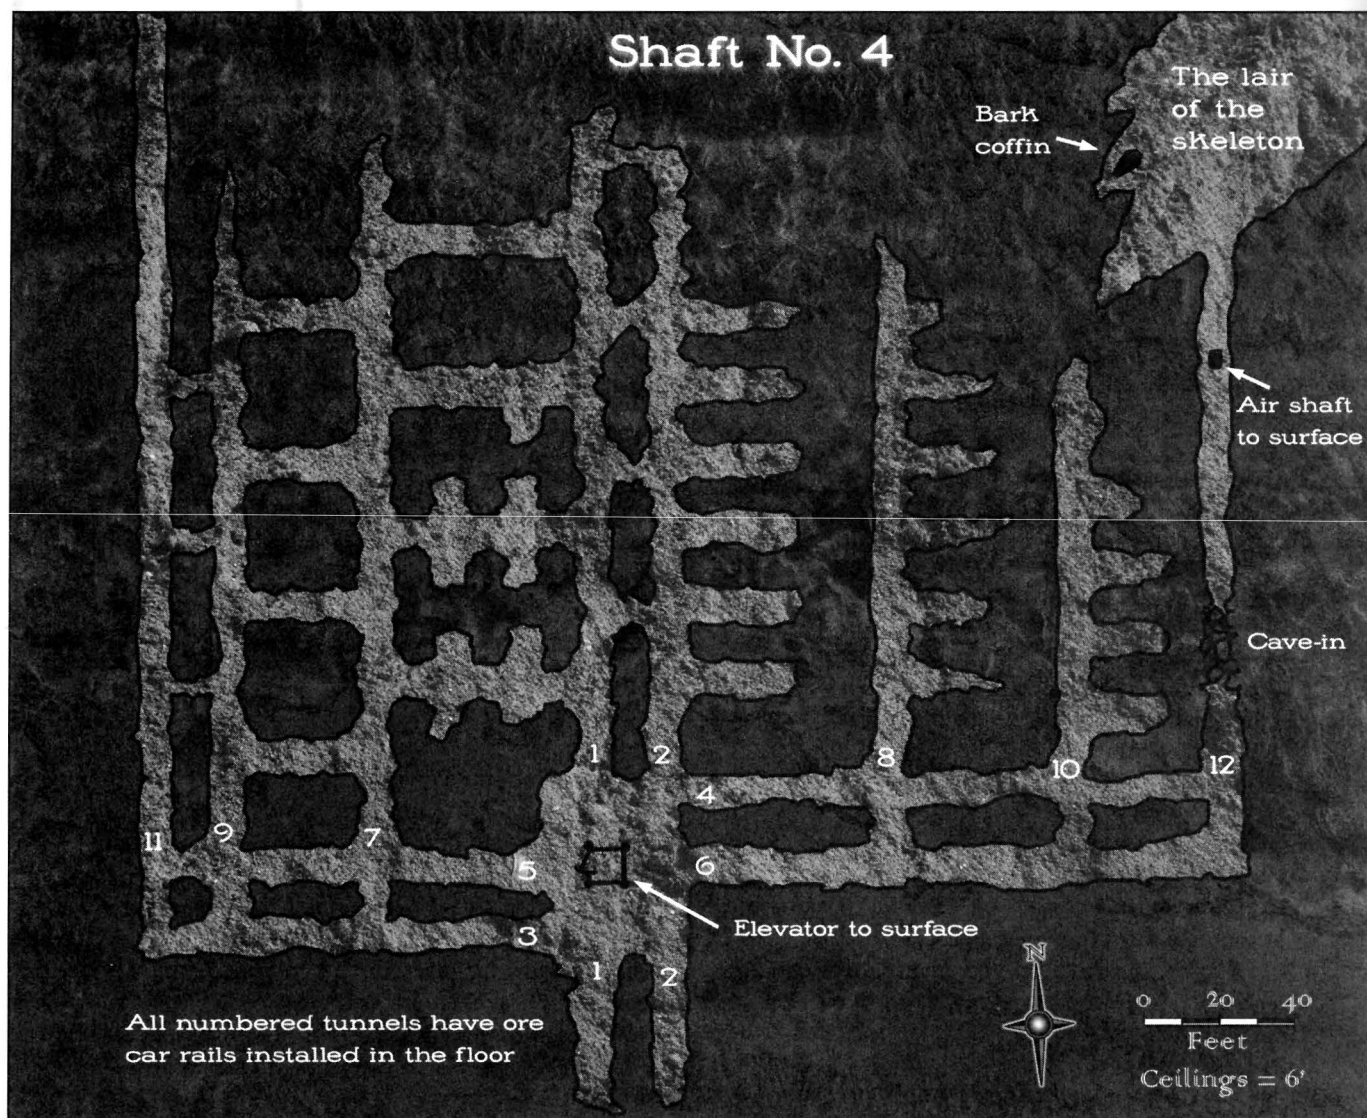 Shaft No. 4
Bark
coffin
The lair
of the
skeleton
Air shaft
to surface
Cave-in
1
2
8
10
12
4
11
9
7
5
6
3
Elevator to surface
1
2
N
All numbered tunnels have ore
car rails installed in the floor
0 20 40
Feet
Ceilings = 6'